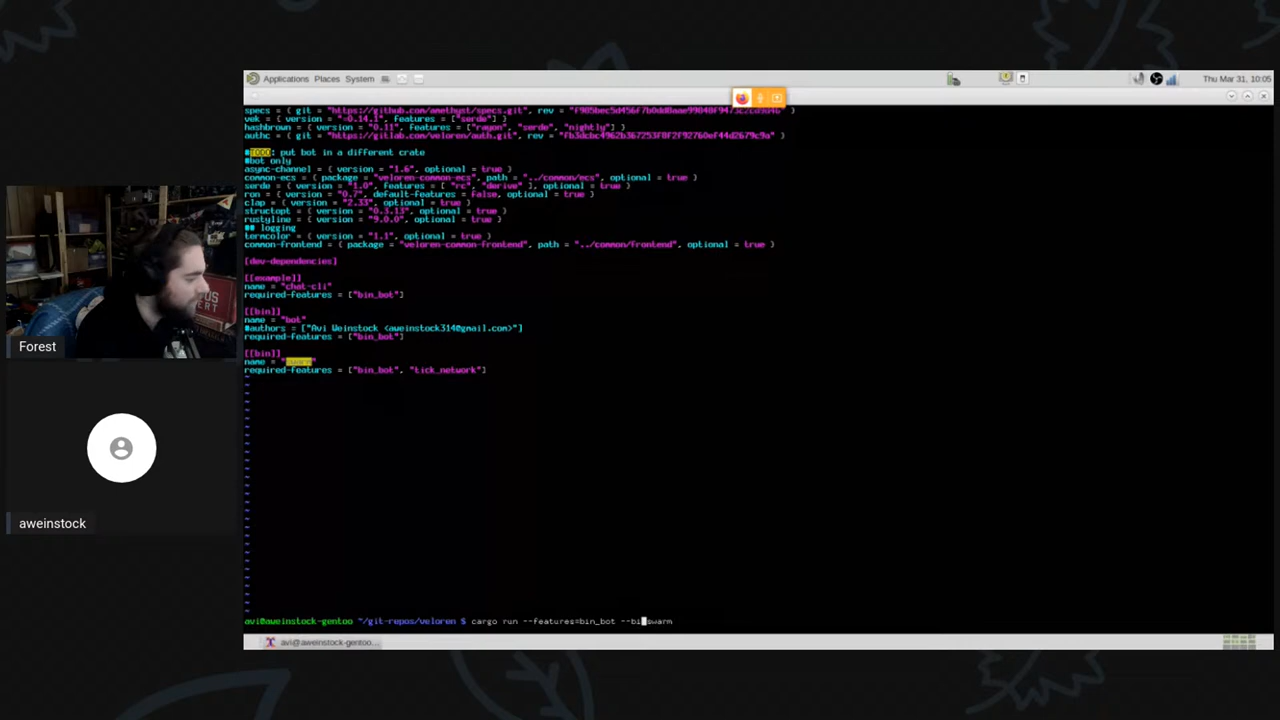 Applications Places System
Thu Mar 31, 10:05
specs = { git = "https://github.com/amethyst/specs.git", rev =
vek = { version = "=0.14.1", features = ["serde"] }
hashbrown = { version = "0.11", features = ["rayon", "serde", "nightly"] }
authc = { git = "https://gitlab.com/veloren/auth.git", rev = "fb3dcbc4962b367253f8f2f92760ef44d2679c9a" }
#TODO: put bot in a different crate
#bot only
async-channel = { version = "1.6", optional = true }
common-ecs = { package = "veloren-common-ecs", path = "../common/ecs", optional = true }
serde = { version = "1.0", features = [ "rc", "derive" ], optional = true }
ron = { version = "0.7", default-features = false, optional = true }
clap = { version = "2.33", optional = true }
structopt = { version = "0.3.13", optional = true }
rustyline = { version = "9.0.0", optional = true }
## logging
termcolor = { version = "1.1", optional = true }
common-frontend = { package = "veloren-common-frontend", path = "../common/frontend", optional = true }
[dev-dependencies]
[[example]]
name = "chat-cli"
required-features = ["bin_bot"]
[[bin]]
name = "bot"
#authors = ["Avi Weinstock <aweinstock314@gmail.com>"]
required-features = ["bin_bot"]
[[bin]]
name = "swarm"
required-features = ["bin_bot", "tick_network"]
avi@aweinstock-gentoo ~/git-repos/veloren $ cargo run --features=bin_bot --bi swarm
avi@aweinstock-gentoo:...
Forest
aweinstock